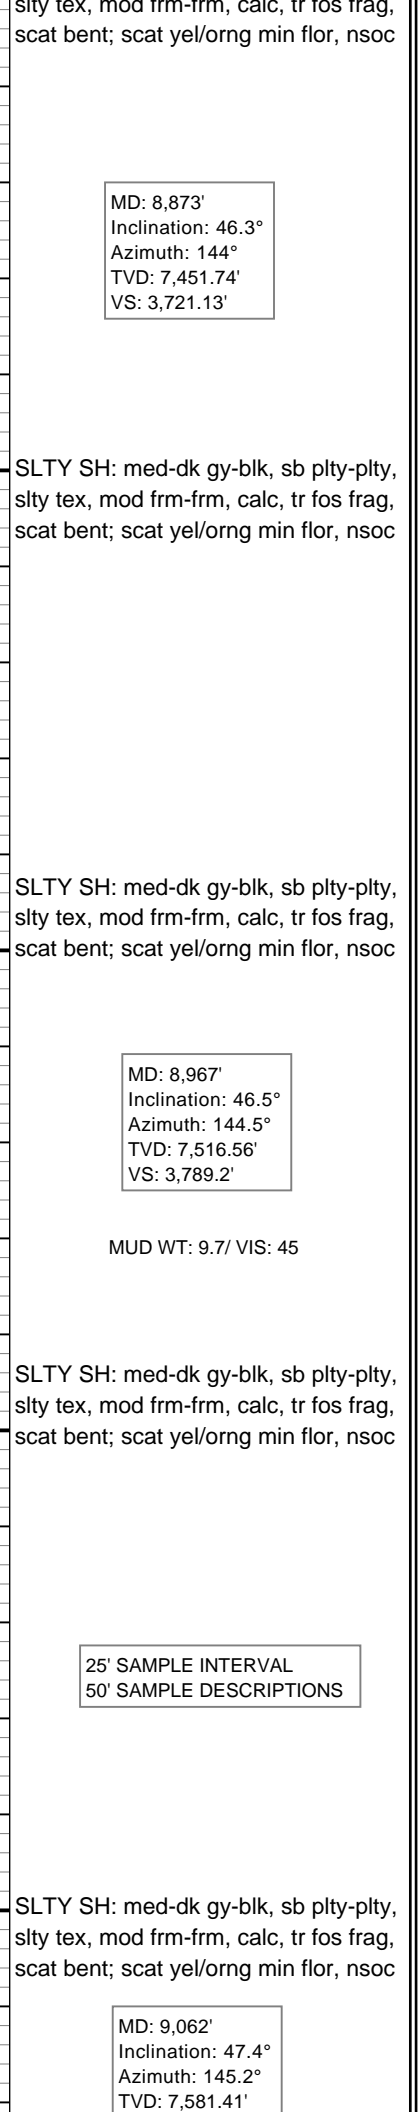 slty tex, mod frm-frm, calc, tr fos frag,
scat bent; scat yel/orng min flor, nsoc
MD: 8,873'
Inclination: 46.3°
Azimuth: 144°
TVD: 7,451.74'
VS: 3,721.13'
SLTY SH: med-dk gy-blk, sb plty-plty,
slty tex, mod frm-frm, calc, tr fos frag,
scat bent; scat yel/orng min flor, nsoc
SLTY SH: med-dk gy-blk, sb plty-plty,
slty tex, mod frm-frm, calc, tr fos frag,
scat bent; scat yel/orng min flor, nsoc
MD: 8,967'
Inclination: 46.5°
Azimuth: 144.5°
TVD: 7,516.56'
VS: 3,789.2'
MUD WT: 9.7/ VIS: 45
SLTY SH: med-dk gy-blk, sb plty-plty,
slty tex, mod frm-frm, calc, tr fos frag,
scat bent; scat yel/orng min flor, nsoc
25' SAMPLE INTERVAL
50' SAMPLE DESCRIPTIONS
SLTY SH: med-dk gy-blk, sb plty-plty,
slty tex, mod frm-frm, calc, tr fos frag,
scat bent; scat yel/orng min flor, nsoc
MD: 9,062'
Inclination: 47.4°
Azimuth: 145.2°
TVD: 7,581.41'